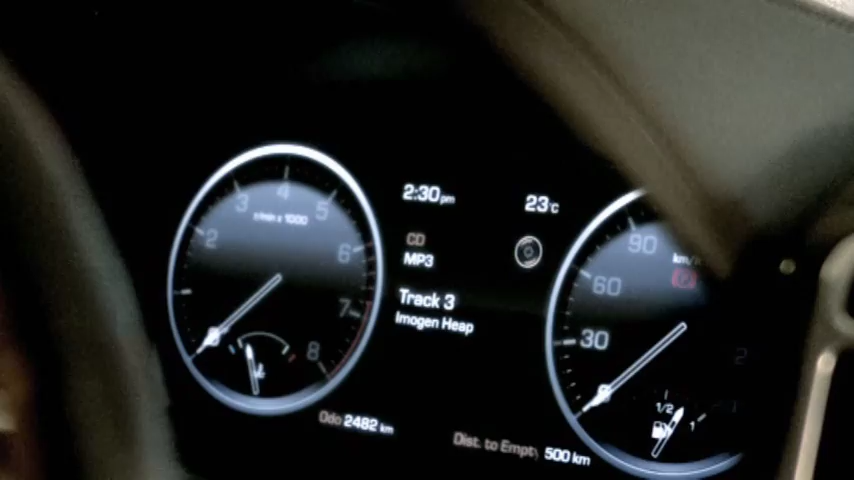 2:30pm
23°C
CD
MP3
Track 3
Imogen Heap
2
3
4
5
6
7
8
r/min x 1000
90
60
30
km/
1/2
1
Odo 2482 km
Dist. to Empty 500 km